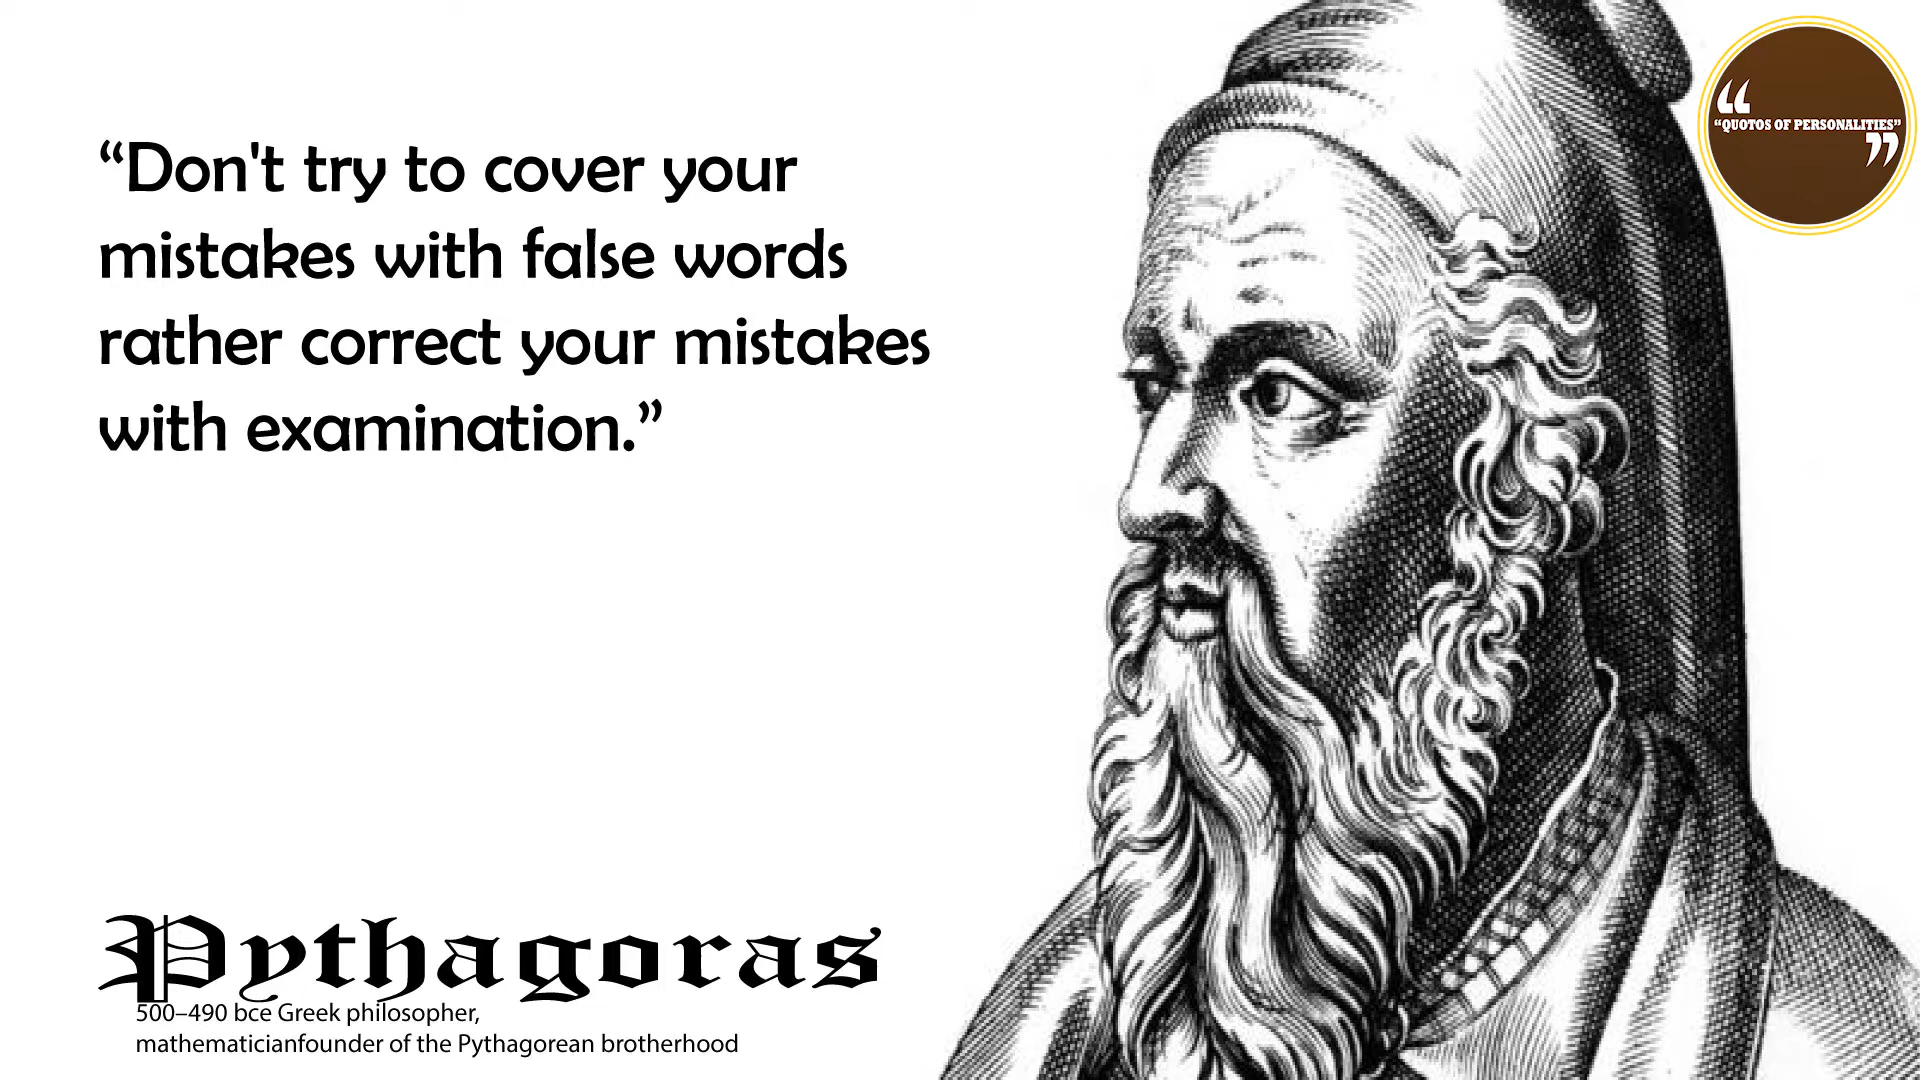 “Don't try to cover your
mistakes with false words
rather correct your mistakes
with examination.”
“QUOTOS OF PERSONALITIES”
Pythagoras
500–490 bce Greek philosopher,
mathematicianfounder of the Pythagorean brotherhood